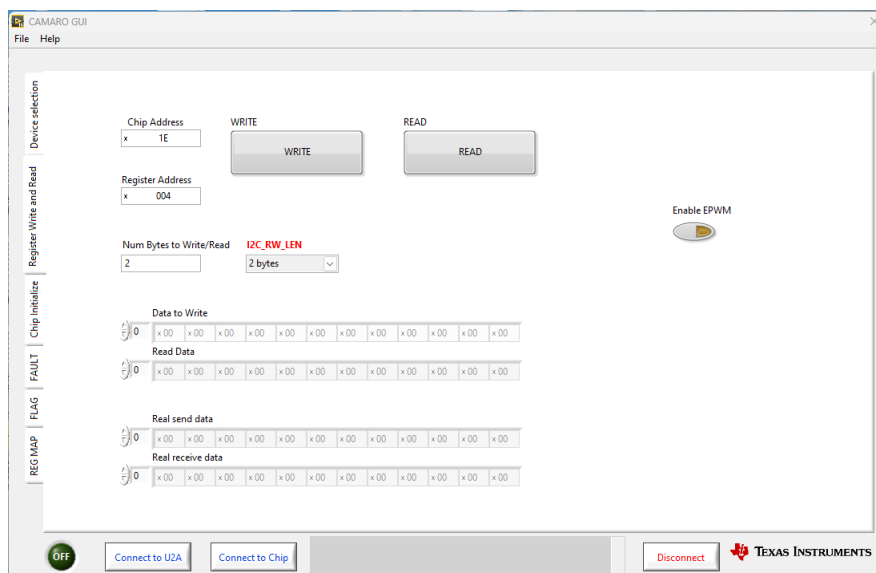 CAMARO GUI
File Help
Device selection
Register Write and Read
Chip Initialize
FAULT
FLAG
REG MAP
Chip Address
x 1E
WRITE
WRITE
READ
READ
Register Address
x 004
Enable EPWM
Num Bytes to Write/Read
2
I2C_RW_LEN
2 bytes
Data to Write
0 x 00 x 00 x 00 x 00 x 00 x 00 x 00 x 00 x 00 x 00 x 00 x 00
Read Data
0 x 00 x 00 x 00 x 00 x 00 x 00 x 00 x 00 x 00 x 00 x 00 x 00
Real send data
0 x 00 x 00 x 00 x 00 x 00 x 00 x 00 x 00 x 00 x 00 x 00 x 00
Real receive data
0 x 00 x 00 x 00 x 00 x 00 x 00 x 00 x 00 x 00 x 00 x 00 x 00
OFF
Connect to U2A
Connect to Chip
Disconnect
TEXAS INSTRUMENTS